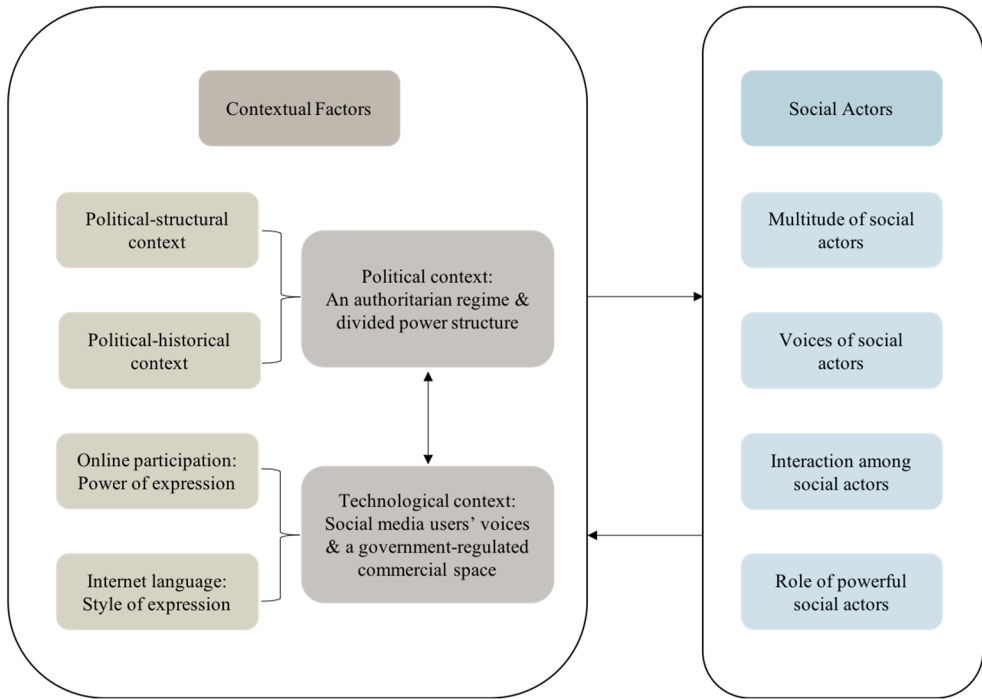 Contextual Factors
Political-structural
context
Political-historical
context
Political context:
An authoritarian regime &
divided power structure
Online participation:
Power of expression
Internet language:
Style of expression
Technological context:
Social media users’ voices
& a government-regulated
commercial space
Social Actors
Multitude of social
actors
Voices of social
actors
Interaction among
social actors
Role of powerful
social actors